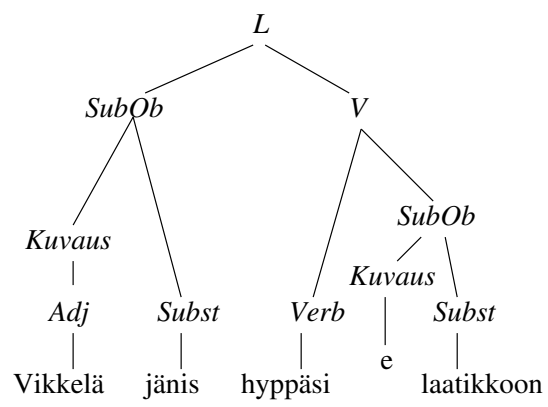 L
SubOb V
SubOb
Kuvaus
Kuvaus
Adj Subst Verb Subst
e
Vikkelä jänis hyppäsi laatikkoon